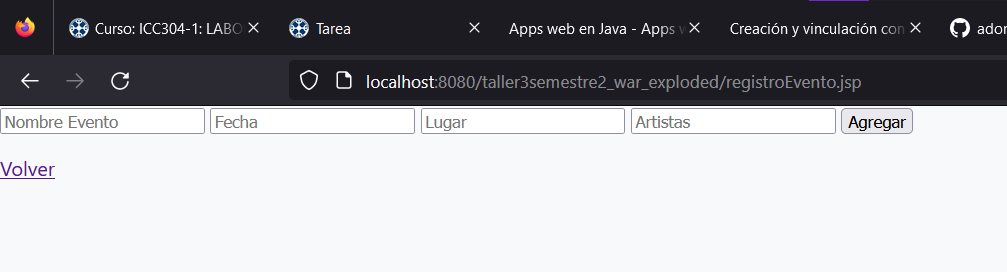 Curso: ICC304-1: LABO
Tarea
Apps web en Java - Apps w
Creación y vinculación con
ador
localhost:8080/taller3semestre2_war_exploded/registroEvento.jsp
Nombre Evento Fecha Lugar Artistas Agregar
Volver